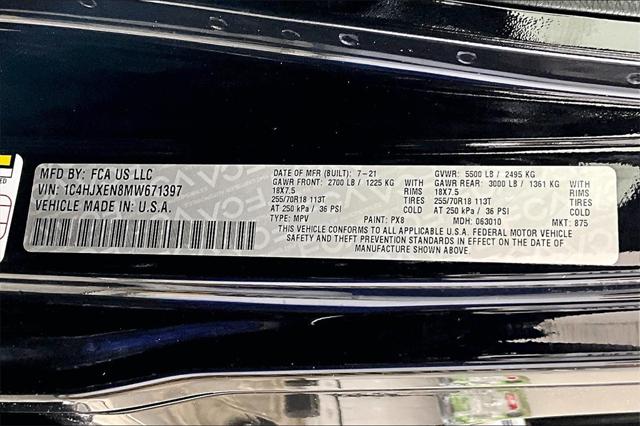 MFD BY: FCA US LLC
VIN: 1C4HJXEN8MW671397
VEHICLE MADE IN: U.S.A.
DATE OF MFR (BUILT): 7-21 GVWR: 5500 LB / 2495 KG
GAWR FRONT: 2700 LB / 1225 KG WITH GAWR REAR: 3000 LB / 1361 KG WITH
18X7.5 RIMS 18X7.5 RIMS
255/70R18 113T TIRES 255/70R18 113T TIRES
AT 250 kPa / 36 PSI COLD AT 250 kPa / 36 PSI COLD
TYPE: MPV PAINT: PX8 MDH: 063010 MKT: 875
THIS VEHICLE CONFORMS TO ALL APPLICABLE U.S.A. FEDERAL MOTOR VEHICLE
SAFETY AND THEFT PREVENTION STANDARDS IN EFFECT ON THE DATE OF
MANUFACTURE SHOWN ABOVE.